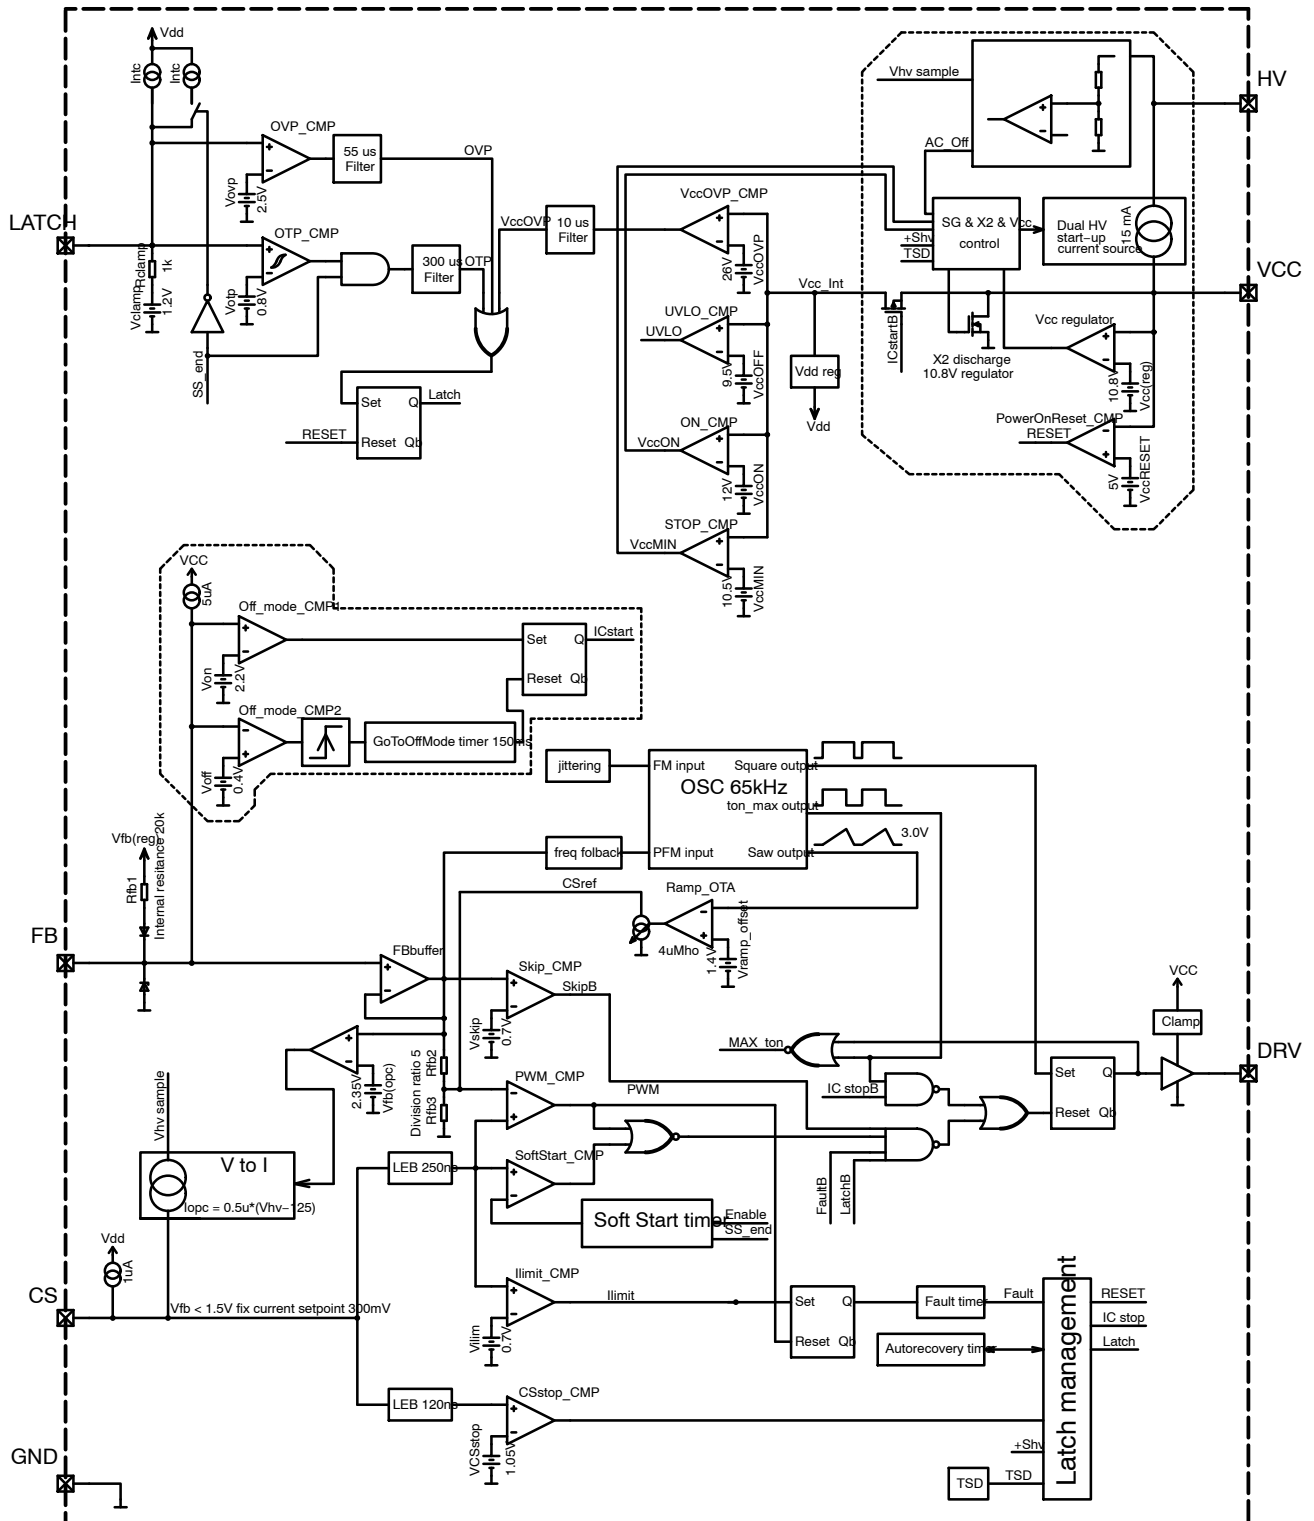 Vdd
Intc
Intc
HV
Vhv sample
OVP_CMP
55 us
Filter
OVP
AC_Off
Vovp
2.5V
VccOVP_CMP
VccOVP
10 us
Filter
26V
VccOVP
SG & X2 & Vcc
control
+Shv
TSD
Dual HV
start-up
current source
15 mA
LATCH
OTP_CMP
Rclamp
1k
300 us
Filter
OTP
Vclamp
1.2V
Votp
0.8V
VCC
Vcc_Int
UVLO_CMP
UVLO
9.5V
VccOFF
Vdd reg
Vdd
ICstartB
X2 discharge
10.8V regulator
Vcc regulator
10.8V
Vcc(reg)
SS_end
Set
Q
Latch
RESET
Reset
Qb
ON_CMP
VccON
12V
VccON
PowerOnReset_CMP
RESET
5V
VccRESET
STOP_CMP
VccMIN
10.5V
VccMIN
VCC
5uA
Off_mode_CMP1
Von
2.2V
Set
Q
ICstart
Reset
Qb
Off_mode_CMP2
GoToOffMode timer 150ms
Voff
0.4V
jittering
FM input
Square output
OSC 65kHz
ton_max output
freq folback
PFM input
Saw output
3.0V
Vfb(reg)
Rfb1
Internal resitance 20k
CSref
Ramp_OTA
4uMho
1.4V
Vramp_offset
FB
FBbuffer
Skip_CMP
SkipB
Vskip
0.7V
VCC
Clamp
DRV
MAX_ton
IC stopB
Set
Q
Reset
Qb
2.35V
Vfb(opc)
Division ratio 5
Rfb2
Rfb3
PWM_CMP
PWM
Vhv sample
V to I
Iopc = 0.5u*(Vhv-125)
LEB 250ns
SoftStart_CMP
Soft Start timer
Enable
SS_end
FaultB
LatchB
Vdd
1uA
CS
Vfb < 1.5V fix current setpoint 300mV
Ilimit_CMP
Ilimit
Vilim
0.7V
Set
Q
Reset
Qb
Fault timer
Fault
Autorecovery timer
Latch management
RESET
IC stop
Latch
LEB 120ns
CSstop_CMP
VCSstop
1.05V
+Shv
TSD
TSD
GND